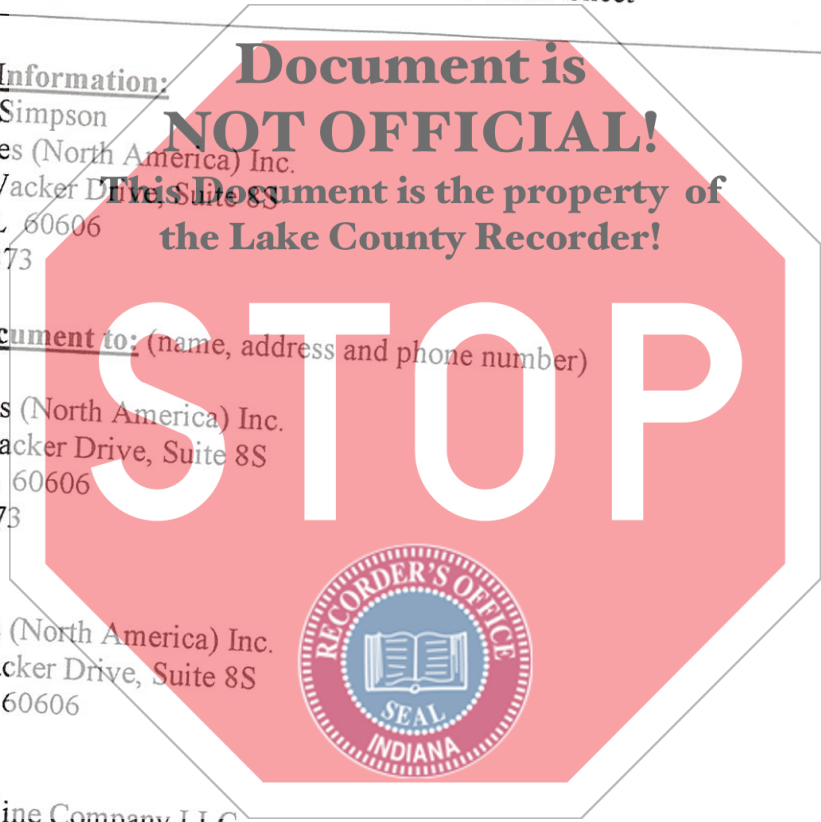 Document is
Information:
Simpson
NOT OFFICIAL!
es (North America) Inc.
This Document is the property of
acker Drive, Suite 8S
60606
the Lake County Recorder!
73
STOP
cument to: (name, address and phone number)
s (North America) Inc.
acker Drive, Suite 8S
60606
73
RECORDER'S OFFICE
(North America) Inc.
cker Drive, Suite 8S
60606
SEAL
INDIANA
ine Company LLC